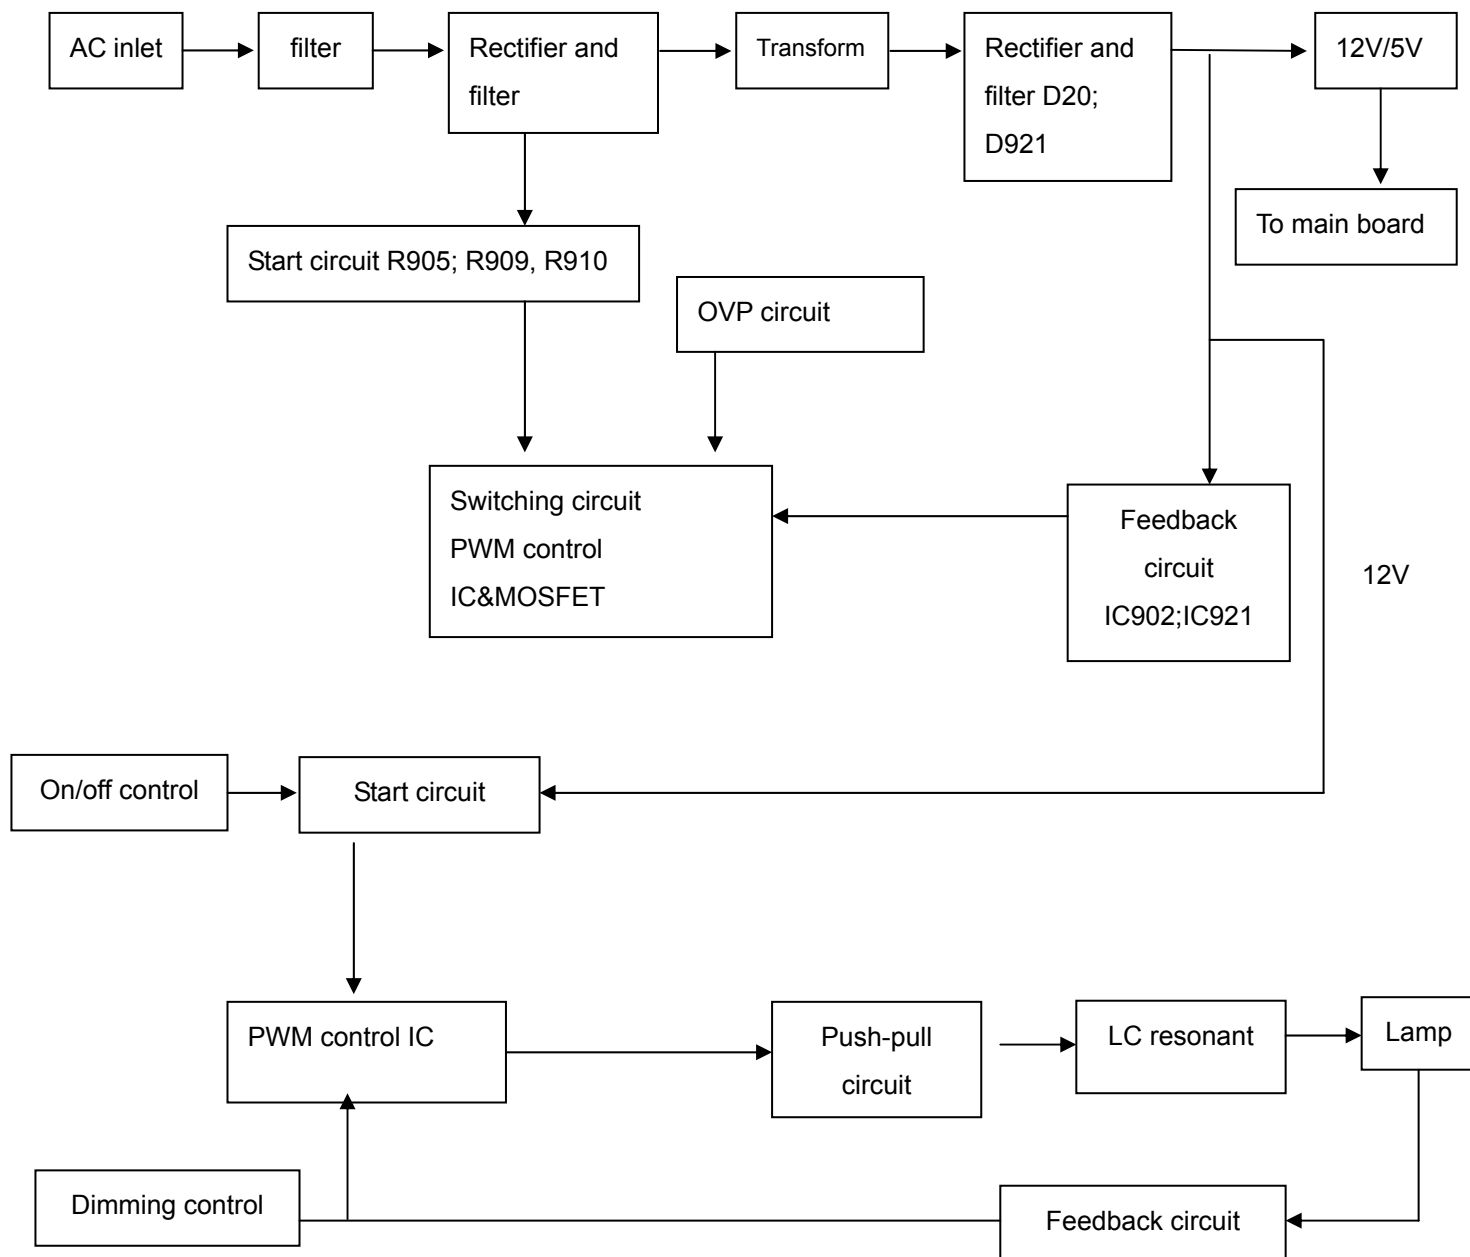 AC inlet
filter
Rectifier and
filter
Transform
Rectifier and
filter D20;
D921
12V/5V
To main board
Start circuit R905; R909, R910
OVP circuit
Switching circuit
PWM control
IC&MOSFET
Feedback
circuit
IC902;IC921
12V
On/off control
Start circuit
PWM control IC
Push-pull
circuit
LC resonant
Lamp
Dimming control
Feedback circuit